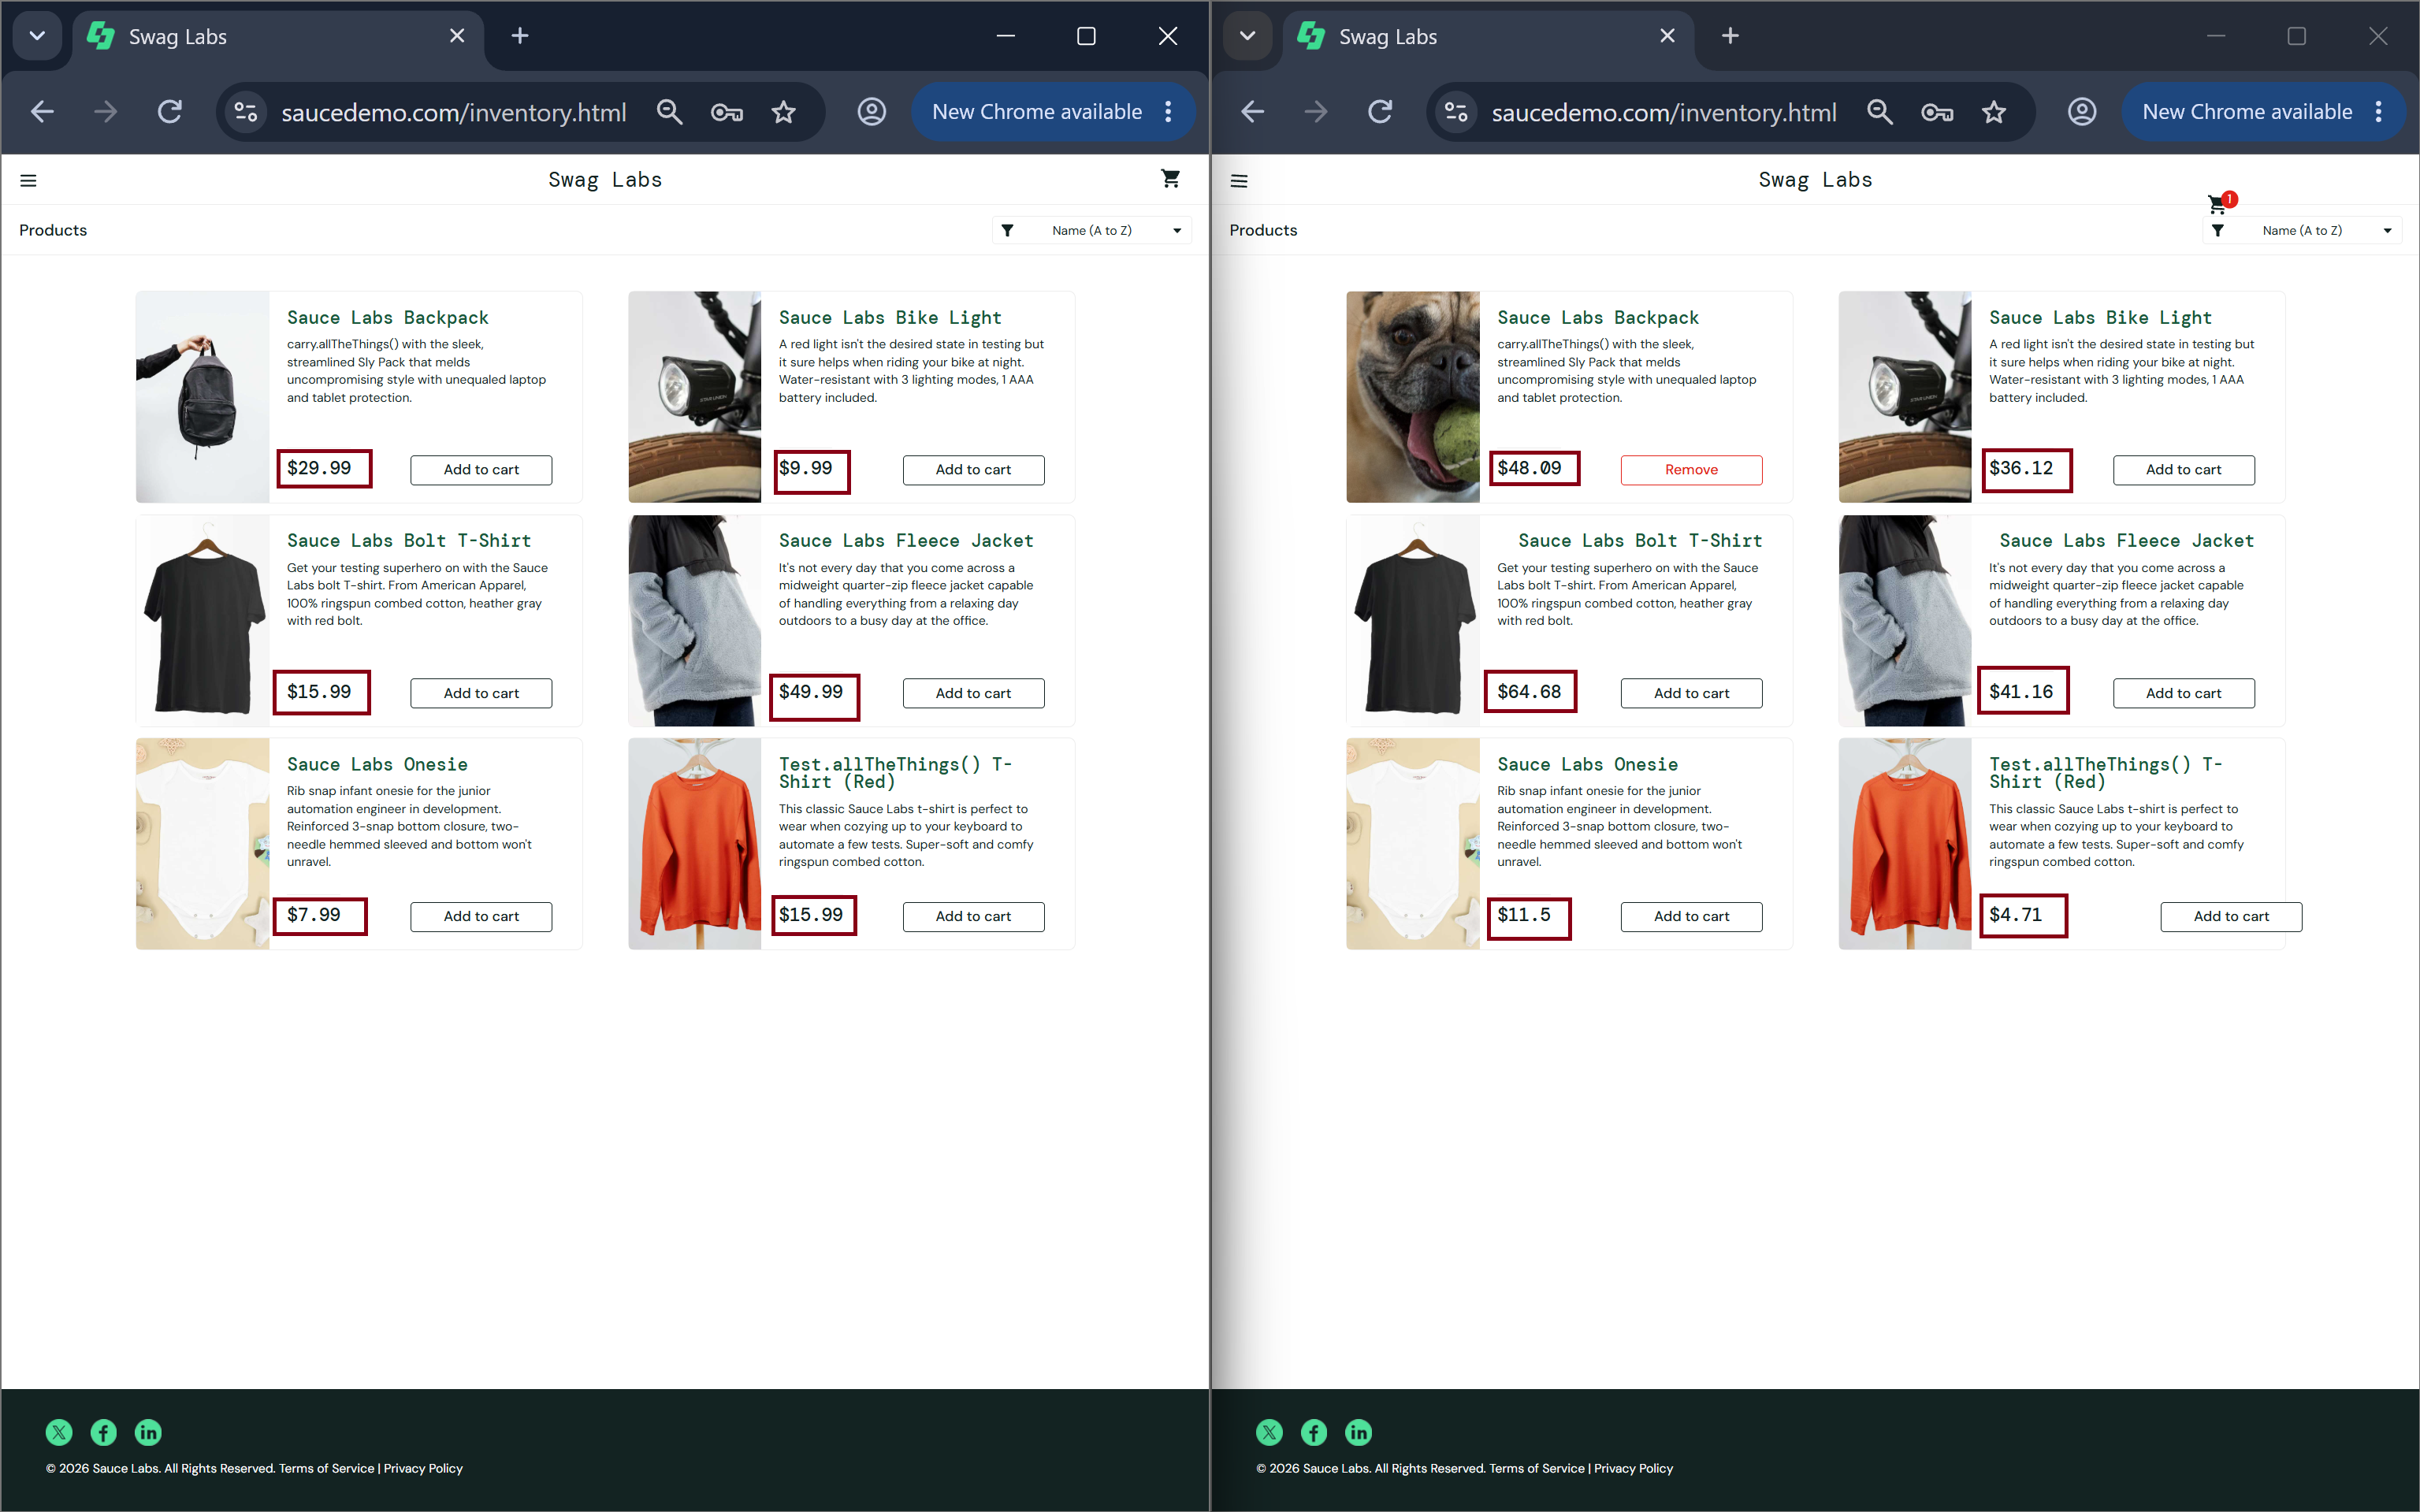 Swag Labs
saucedemo.com/inventory.html
New Chrome available
Swag Labs
Products
Name (A to Z)
Sauce Labs Backpack
carry.allTheThings() with the sleek,
streamlined Sly Pack that melds
uncompromising style with unequaled laptop
and tablet protection.
$29.99
Add to cart
Sauce Labs Bike Light
A red light isn't the desired state in testing but
it sure helps when riding your bike at night.
Water-resistant with 3 lighting modes, 1 AAA
battery included.
$9.99
Add to cart
Sauce Labs Bolt T-Shirt
Get your testing superhero on with the Sauce
Labs bolt T-shirt. From American Apparel,
100% ringspun combed cotton, heather gray
with red bolt.
$15.99
Add to cart
Sauce Labs Fleece Jacket
It's not every day that you come across a
midweight quarter-zip fleece jacket capable
of handling everything from a relaxing day
outdoors to a busy day at the office.
$49.99
Add to cart
Sauce Labs Onesie
Rib snap infant onesie for the junior
automation engineer in development.
Reinforced 3-snap bottom closure, two-
needle hemmed sleeved and bottom won't
unravel.
$7.99
Add to cart
Test.allTheThings() T-
Shirt (Red)
This classic Sauce Labs t-shirt is perfect to
wear when cozying up to your keyboard to
automate a few tests. Super-soft and comfy
ringspun combed cotton.
$15.99
Add to cart
© 2026 Sauce Labs. All Rights Reserved. Terms of Service | Privacy Policy
Swag Labs
saucedemo.com/inventory.html
New Chrome available
Swag Labs
1
Products
Name (A to Z)
Sauce Labs Backpack
carry.allTheThings() with the sleek,
streamlined Sly Pack that melds
uncompromising style with unequaled laptop
and tablet protection.
$48.09
Remove
Sauce Labs Bike Light
A red light isn't the desired state in testing but
it sure helps when riding your bike at night.
Water-resistant with 3 lighting modes, 1 AAA
battery included.
$36.12
Add to cart
Sauce Labs Bolt T-Shirt
Get your testing superhero on with the Sauce
Labs bolt T-shirt. From American Apparel,
100% ringspun combed cotton, heather gray
with red bolt.
$64.68
Add to cart
Sauce Labs Fleece Jacket
It's not every day that you come across a
midweight quarter-zip fleece jacket capable
of handling everything from a relaxing day
outdoors to a busy day at the office.
$41.16
Add to cart
Sauce Labs Onesie
Rib snap infant onesie for the junior
automation engineer in development.
Reinforced 3-snap bottom closure, two-
needle hemmed sleeved and bottom won't
unravel.
$11.5
Add to cart
Test.allTheThings() T-
Shirt (Red)
This classic Sauce Labs t-shirt is perfect to
wear when cozying up to your keyboard to
automate a few tests. Super-soft and comfy
ringspun combed cotton.
$4.71
Add to cart
© 2026 Sauce Labs. All Rights Reserved. Terms of Service | Privacy Policy